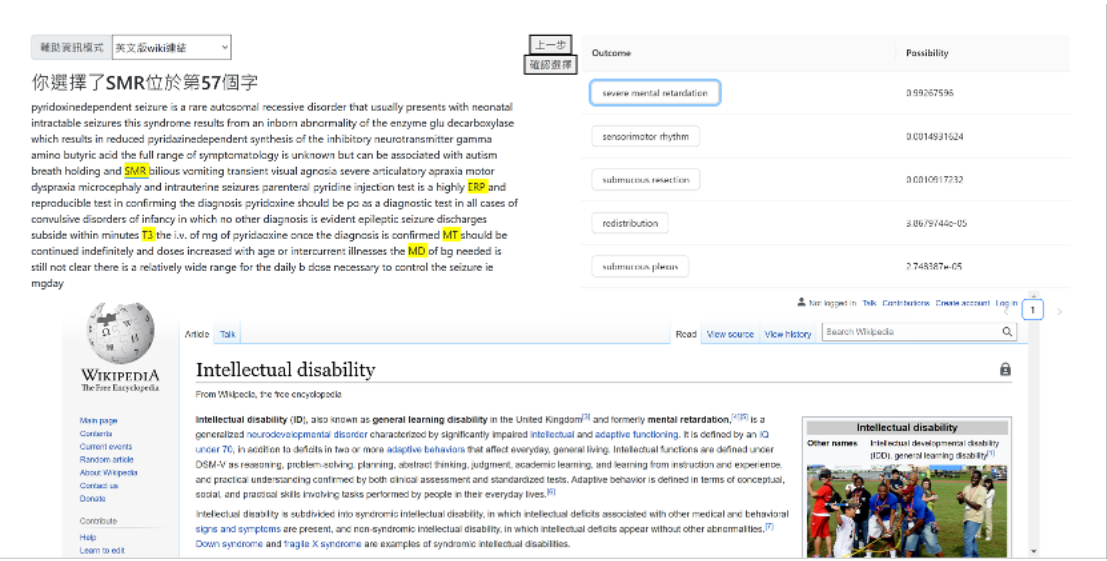 輔助資訊模式 英文版wiki連結
上一步
確認選擇
你選擇了SMR位於第57個字
pyridoxinedependent seizure is a rare autosomal recessive disorder that usually presents with neonatal
intractable seizures this syndrome results from an inborn abnormality of the enzyme glu decarboxylase
which results in reduced pyridazinedependent synthesis of the inhibitory neurotransmitter gamma
amino butyric acid the full range of symptomatology is unknown but can be associated with autism
breath holding and SMR bilious vomiting transient visual agnosia severe articulatory apraxia motor
dyspraxia microcephaly and intrauterine seizures parenteral pyridine injection test is a highly ERP and
reproducible test in confirming the diagnosis pyridoxine should be po as a diagnostic test in all cases of
convulsive disorders of infancy in which no other diagnosis is evident epileptic seizure discharges
subside within minutes T3 the i.v. of mg of pyridaoxine once the diagnosis is confirmed MT should be
continued indefinitely and doses increased with age or intercurrent illnesses the MD of bg needed is
still not clear there is a relatively wide range for the daily b dose necessary to control the seizure ie
mgday
Outcome Possibility
severe mental retardation 0.99267596
sensorimotor rhythm 0.0014931624
submucous resection 0.0010917232
redistribution 3.0679744e-05
submucous plexus 2.748387e-05
1
Not logged in Talk Contributions Create account Log in
Article Talk Read View source View history Search Wikipedia
WIKIPEDIA
The Free Encyclopedia
Main page
Contents
Current events
Random article
About Wikipedia
Contact us
Donate
Contribute
Help
Learn to edit
Intellectual disability
From Wikipedia, the free encyclopedia
Intellectual disability (ID), also known as general learning disability in the United Kingdom[3] and formerly mental retardation,[4][5] is a
generalized neurodevelopmental disorder characterized by significantly impaired intellectual and adaptive functioning. It is defined by an IQ
under 70, in addition to deficits in two or more adaptive behaviors that affect everyday, general living. Intellectual functions are defined under
DSM-V as reasoning, problem-solving, planning, abstract thinking, judgment, academic learning, and learning from instruction and experience,
and practical understanding confirmed by both clinical assessment and standardized tests. Adaptive behavior is defined in terms of conceptual,
social, and practical skills involving tasks performed by people in their everyday lives.[6]
Intellectual disability is subdivided into syndromic intellectual disability, in which intellectual deficits associated with other medical and behavioral
signs and symptoms are present, and non-syndromic intellectual disability, in which intellectual deficits appear without other abnormalities.[7]
Down syndrome and fragile X syndrome are examples of syndromic intellectual disabilities.
Intellectual disability
Other names Intellectual developmental disability
(IDD), general learning disability[1]